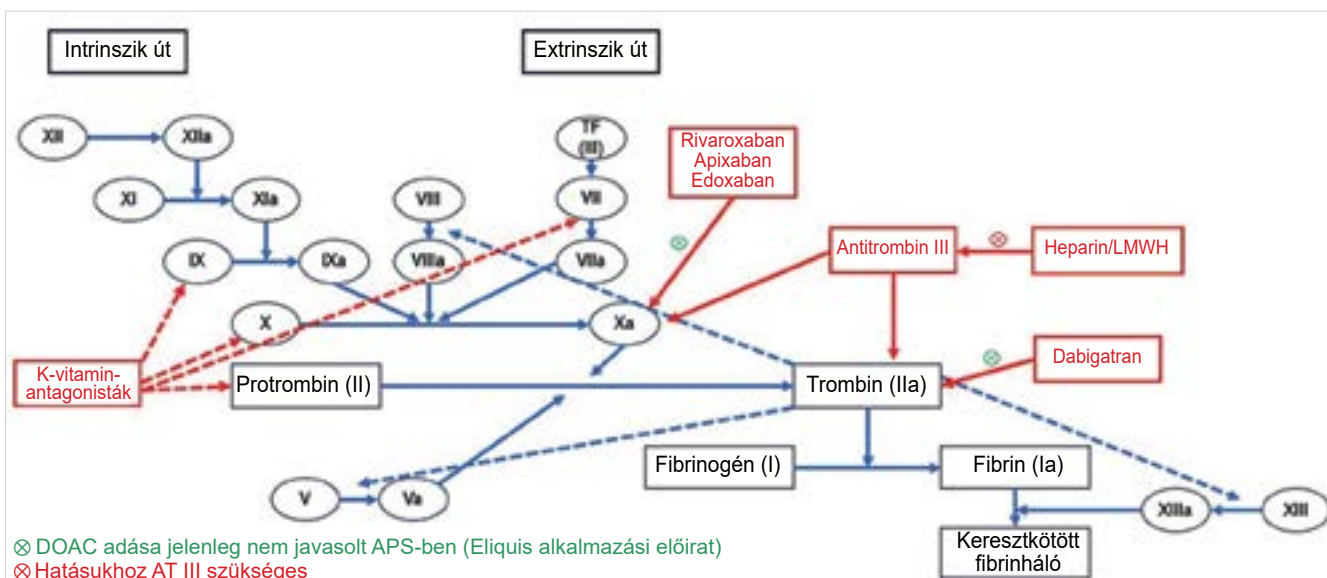 Intrinszik út
Extrinszik út
XII
XIIa
TF
(III)
Rivaroxaban
Apixaban
Edoxaban
XI
XIa
VIII
VII
Antitrombin III
Heparin/LMWH
IX
IXa
VIIIa
VIIa
X
Xa
K-vitamin-
antagonisták
Protrombin (II)
Trombin (IIa)
Dabigatran
Fibrinogén (I)
Fibrin (Ia)
V
Va
XIIIa
XIII
Keresztkötött
fibrinháló
⊗ DOAC adása jelenleg nem javasolt APS-ben (Eliquis alkalmazási előirat)
⊗ Hatásukhoz AT III szükséges